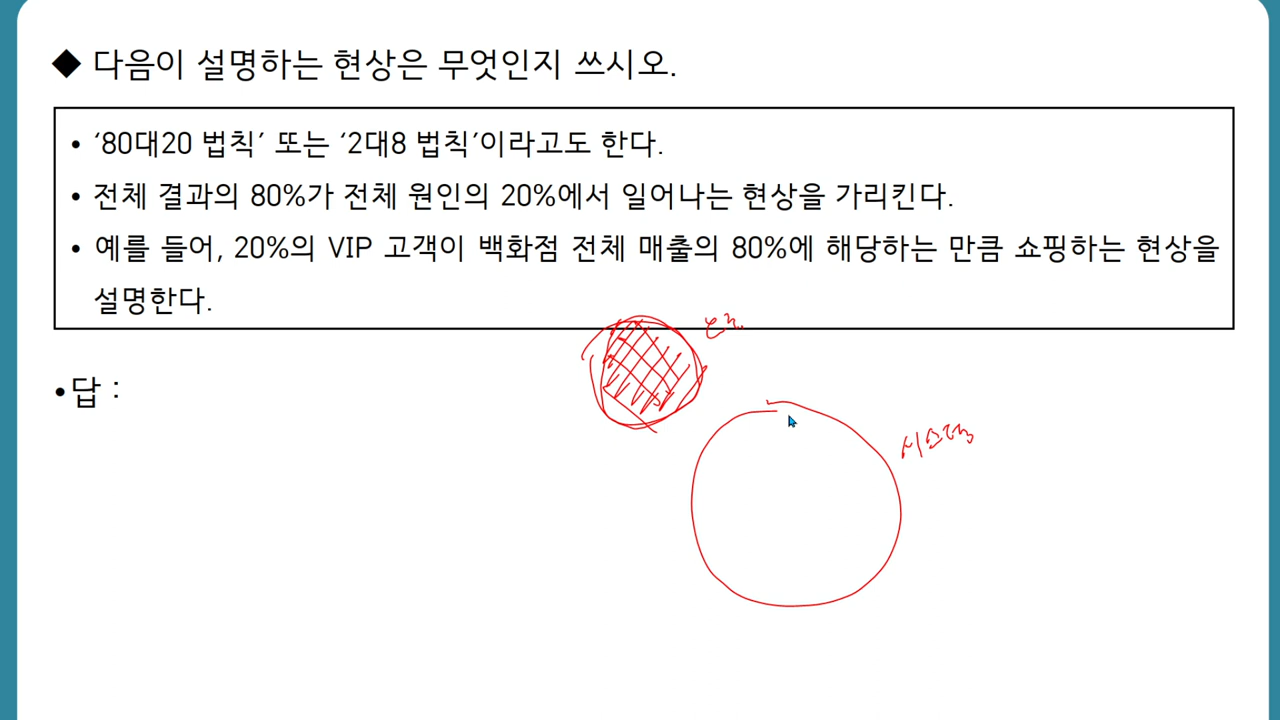 ◆ 다음이 설명하는 현상은 무엇인지 쓰시오.
• ‘80대20 법칙’ 또는 ‘2대8 법칙’이라고도 한다.
• 전체 결과의 80%가 전체 원인의 20%에서 일어나는 현상을 가리킨다.
• 예를 들어, 20%의 VIP 고객이 백화점 전체 매출의 80%에 해당하는 만큼 쇼핑하는 현상을
설명한다.
•답 :